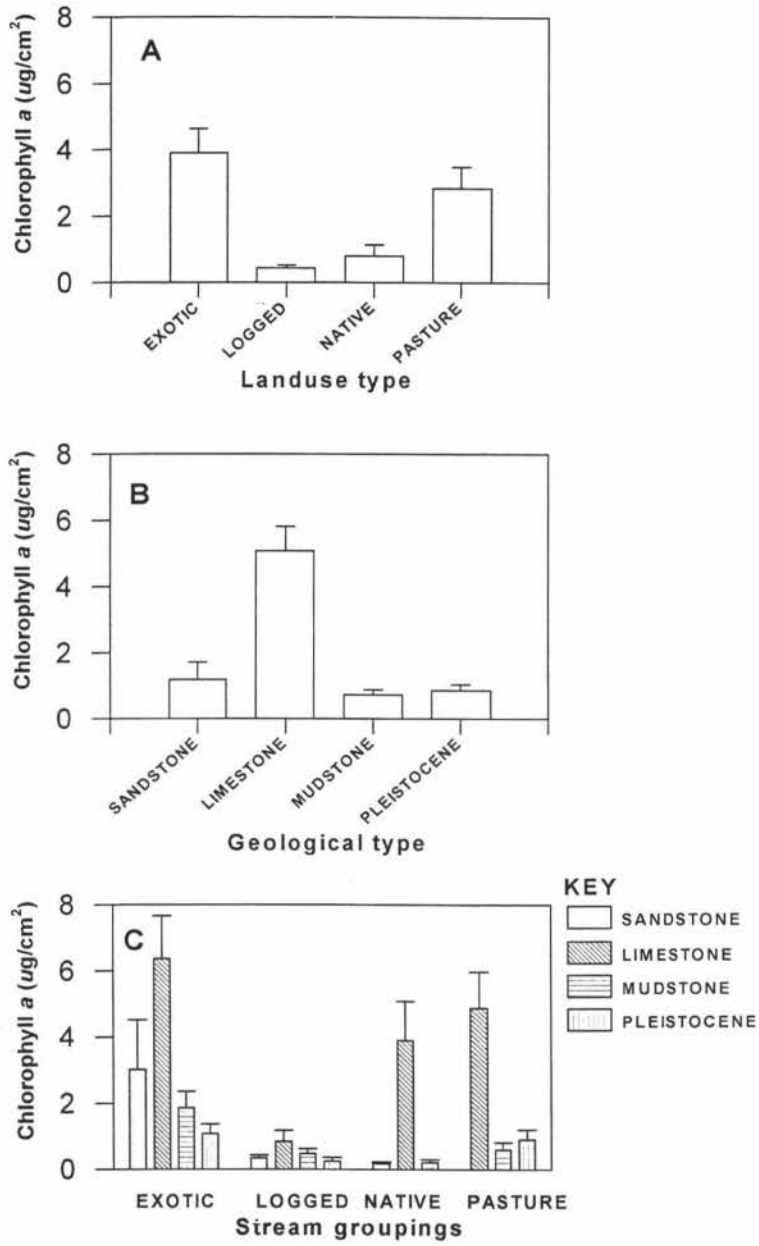 A
Chlorophyll a (ug/cm²)
8
6
4
2
0
EXOTIC
LOGGED
NATIVE
PASTURE
Landuse type
B
Chlorophyll a (ug/cm²)
8
6
4
2
0
SANDSTONE
LIMESTONE
MUDSTONE
PLEISTOCENE
Geological type
C
Chlorophyll a (ug/cm²)
8
6
4
2
0
EXOTIC LOGGED NATIVE PASTURE
Stream groupings
KEY
SANDSTONE
LIMESTONE
MUDSTONE
PLEISTOCENE